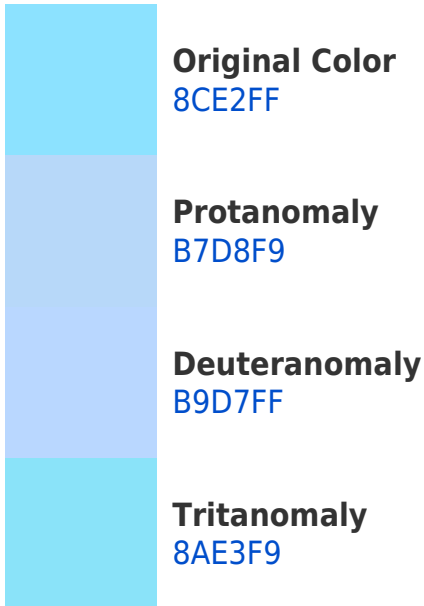 Original Color
8CE2FF
Protanomaly
B7D8F9
Deuteranomaly
B9D7FF
Tritanomaly
8AE3F9